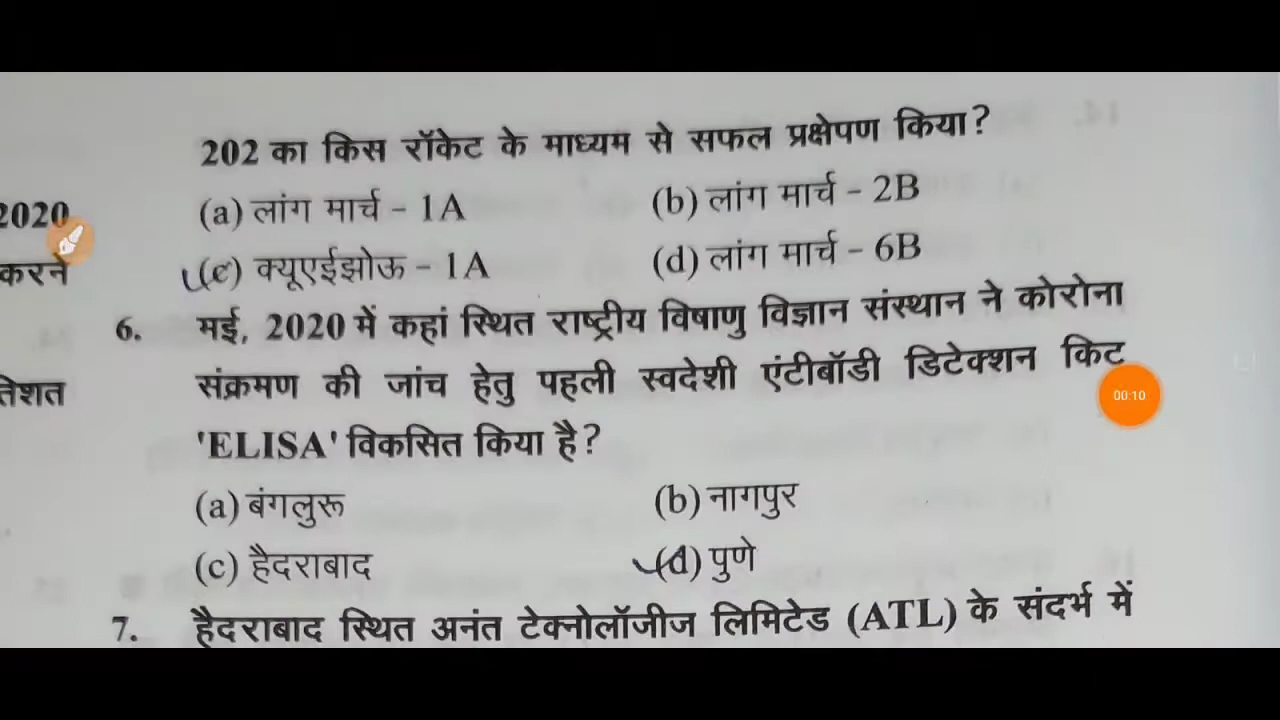 202 का किस रॉकेट के माध्यम से सफल प्रक्षेपण किया?
2020
(a) लांग मार्च - 1A (b) लांग मार्च - 2B
करने
(c) क्यूएईझोऊ - 1A (d) लांग मार्च - 6B
6. मई, 2020 में कहां स्थित राष्ट्रीय विषाणु विज्ञान संस्थान ने कोरोना
तिशत संक्रमण की जांच हेतु पहली स्वदेशी एंटीबॉडी डिटेक्शन किट
00:10
'ELISA' विकसित किया है?
(a) बंगलुरू (b) नागपुर
(c) हैदराबाद (d) पुणे
7. हैदराबाद स्थित अनंत टेक्नोलॉजीज लिमिटेड (ATL) के संदर्भ में